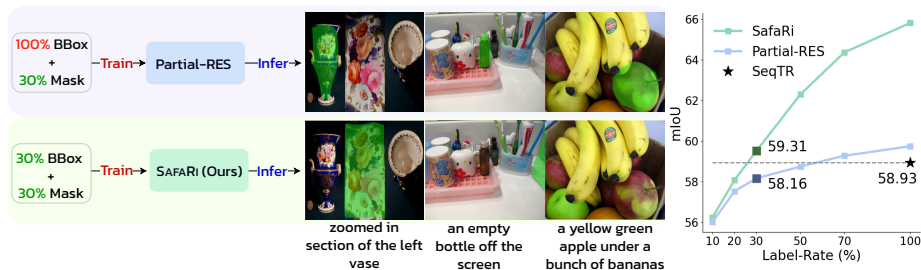 100% BBox
+
30% Mask
Train
Partial-RES
Infer
30% BBox
+
30% Mask
Train
SAFARI (Ours)
Infer
zoomed in
section of the left
vase
an empty
bottle off the
screen
a yellow green
apple under a
bunch of bananas
SafaRi
Partial-RES
SeqTR
mIoU
66
64
62
60
58
56
59.31
58.16
58.93
10 20 30 50 70 100
Label-Rate (%)